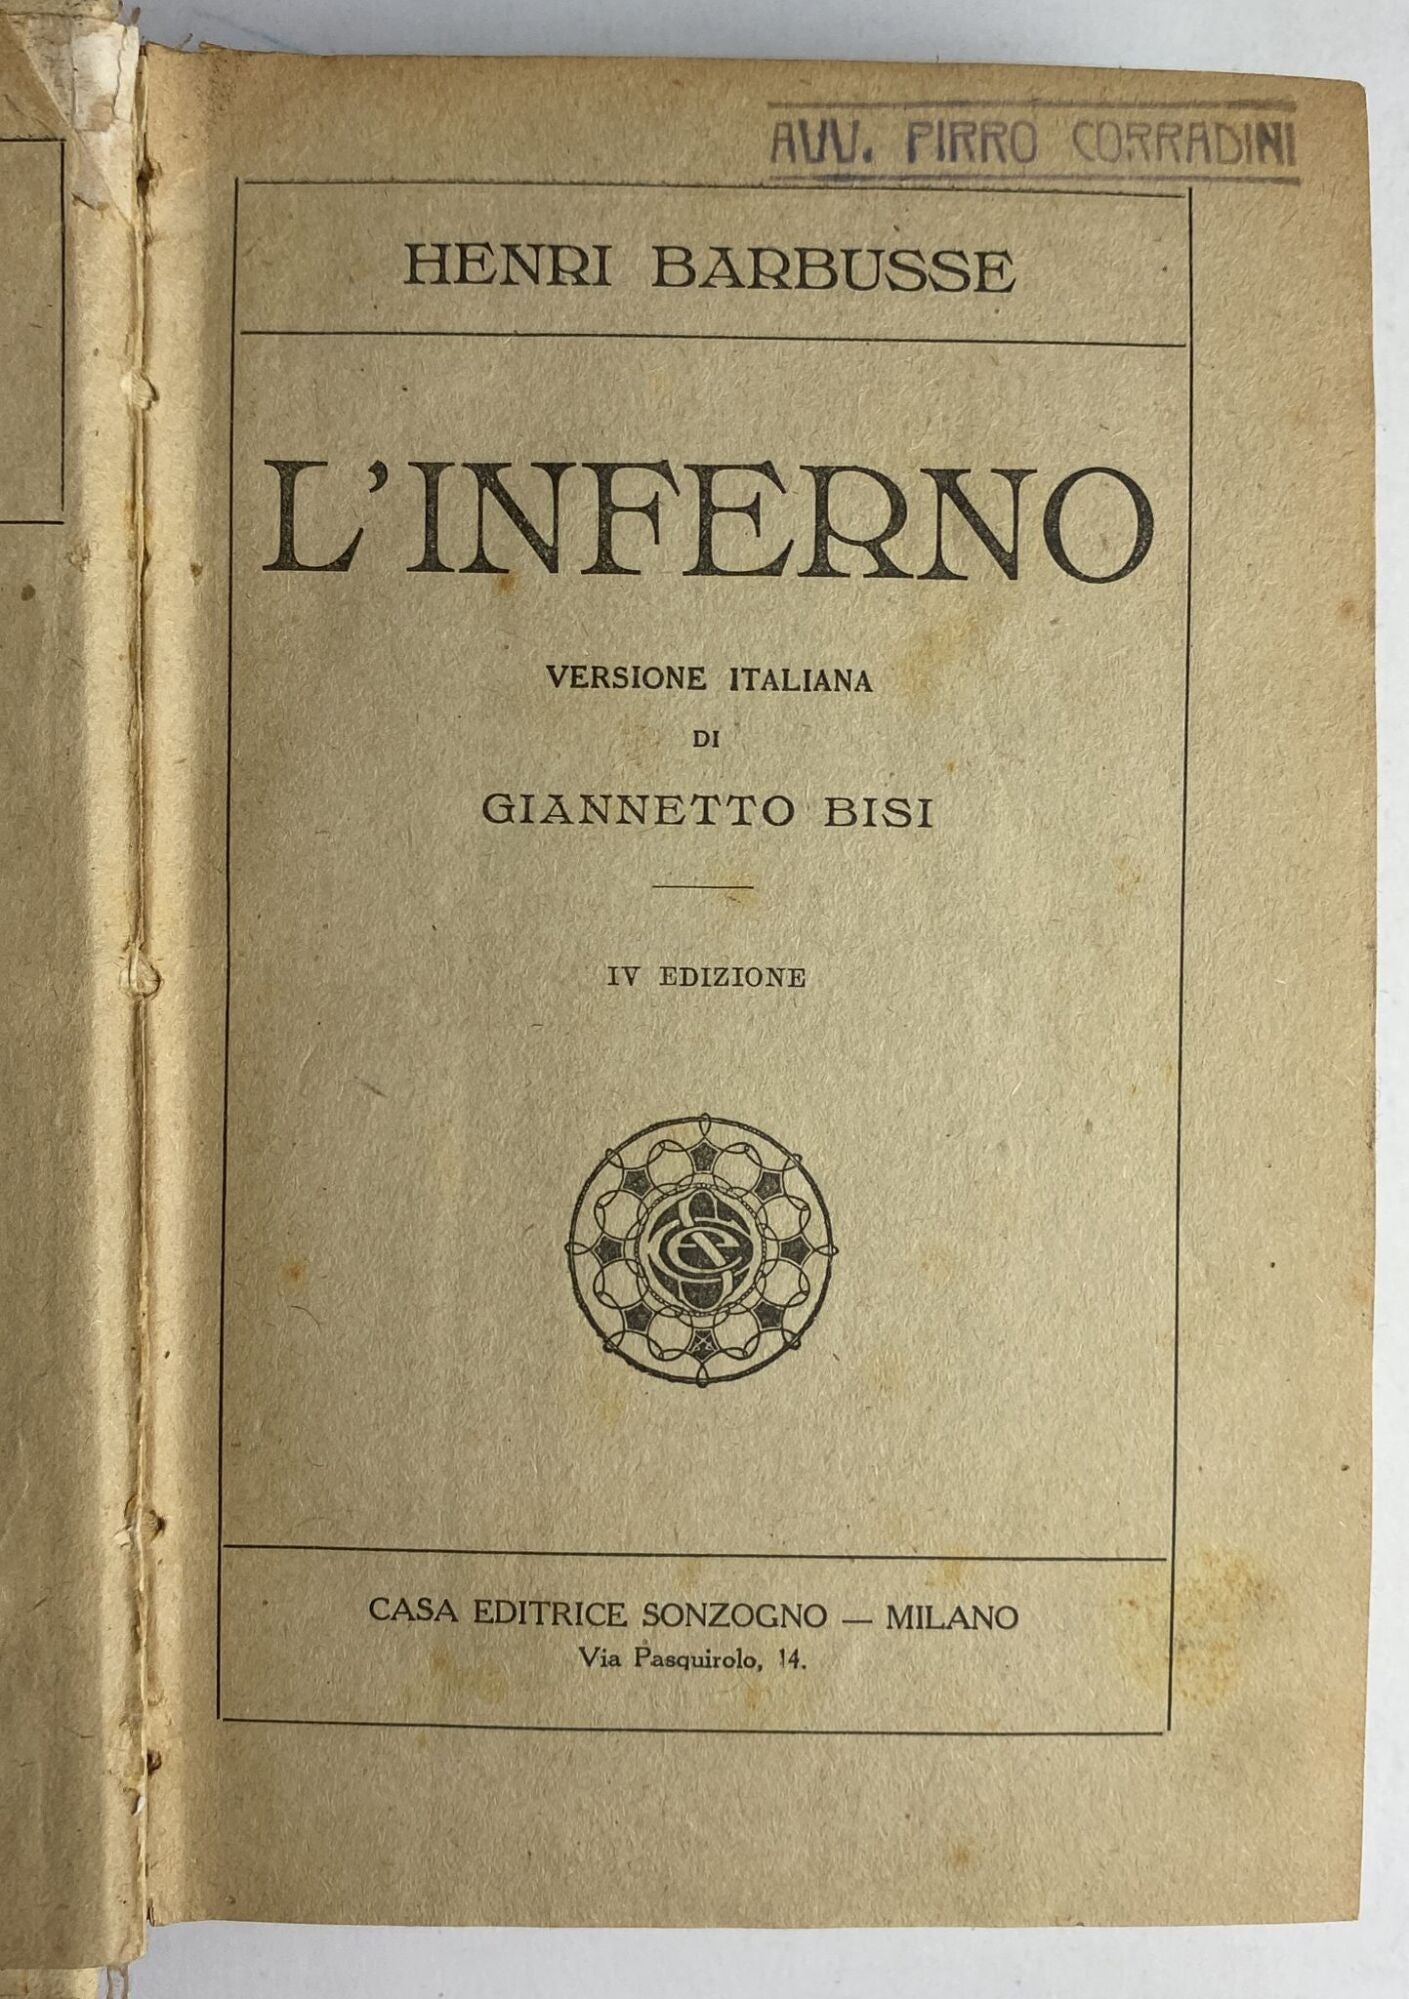 AVV. PIRRO CORRADINI
HENRI BARBUSSE
L'INFERNO
VERSIONE ITALIANA
DI
GIANNETTO BISI
IV EDIZIONE
CASA EDITRICE SONZOGNO — MILANO
Via Pasquirolo, 14.